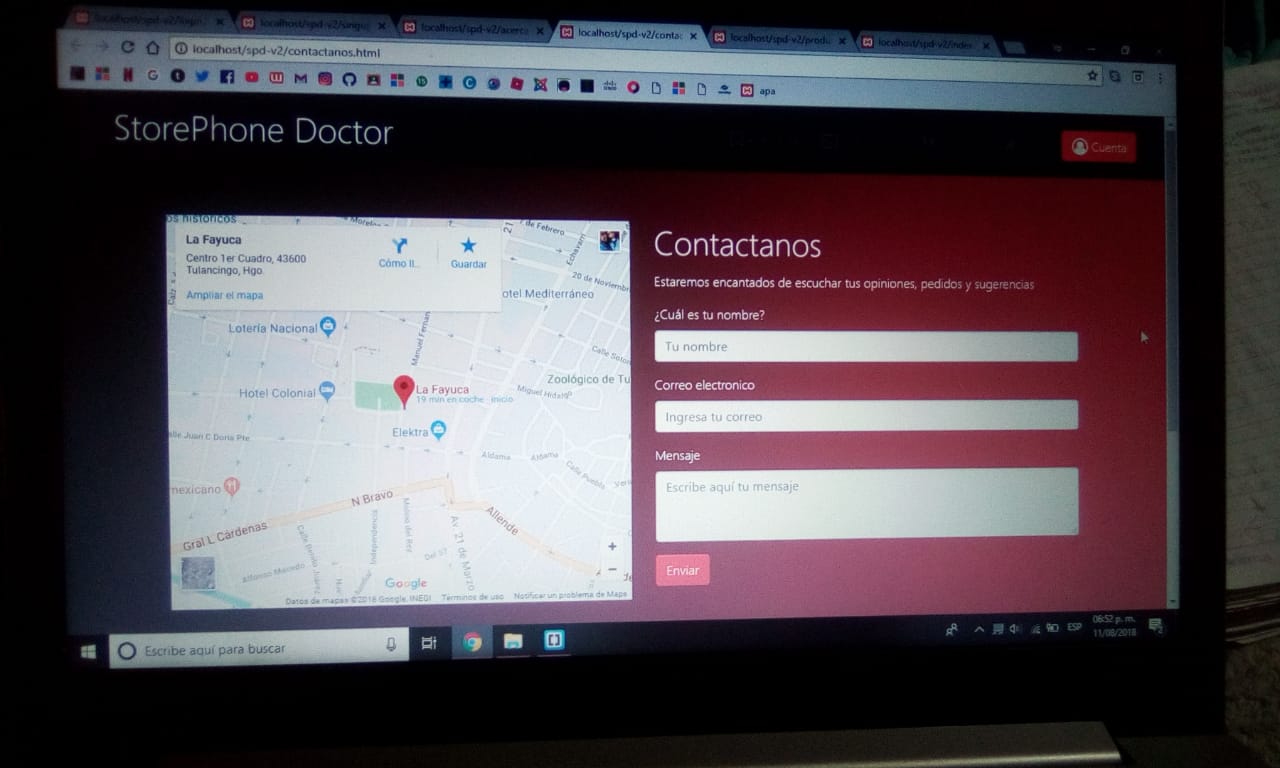 localhost/spd-v2/login.
localhost/spd-v2/singu
localhost/spd-v2/acerca
localhost/spd-v2/contac
localhost/spd-v2/produ
localhost/spd-v2/index
localhost/spd-v2/contactanos.html
apa
StorePhone Doctor
Cuenta
os históricos
7 de Febrero
La Fayuca
Centro 1er Cuadro, 43600
Tulancingo, Hgo.
Cómo ll...
Guardar
Ampliar el mapa
Echavarri
20 de Noviembre
otel Mediterráneo
Lotería Nacional
Manuel Fernan
Calle Soton
Zoológico de Tu
Hotel Colonial
La Fayuca
19 min en coche
inicio
Miguel Hidalgo
Elektra
alle Juan C Doria Pte
Aldama
Aldama
Calle Puebla
mexicano
N Bravo
Gral L Cárdenas
Allende
Independencia
Molino del Rey
Av. 21 de Marzo
Calle Benito Juárez
Del 57
Alfonso Macedo
Google
Datos de mapas ©2018 Google, INEGI
Términos de uso
Notificar un problema de Maps
Contactanos
Estaremos encantados de escuchar tus opiniones, pedidos y sugerencias
¿Cuál es tu nombre?
Tu nombre
Correo electronico
Ingresa tu correo
Mensaje
Escribe aquí tu mensaje
Enviar
Escribe aquí para buscar
ESP
06:52 p. m.
11/08/2018